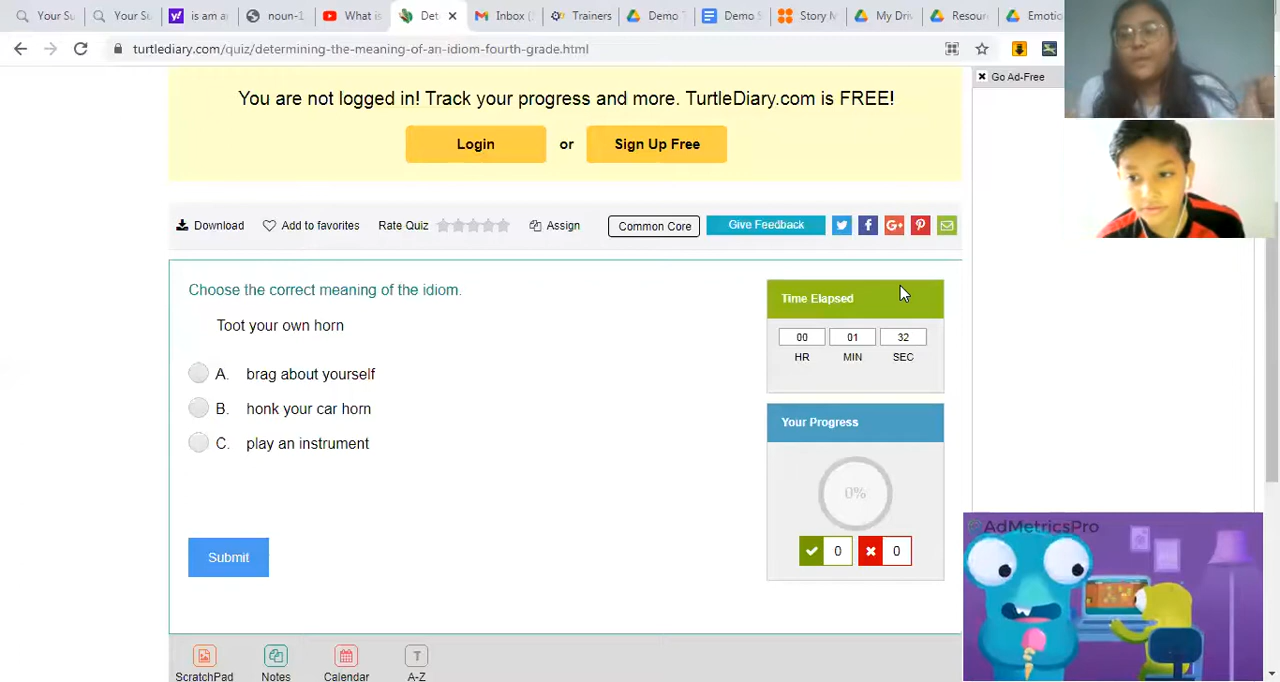 Your Su
Your Su
is am ar
noun-1
What is
Det
Inbox (
Trainers
Demo T
Demo S
Story M
My Driv
Resour
Emotio
turtlediary.com/quiz/determining-the-meaning-of-an-idiom-fourth-grade.html
Go Ad-Free
You are not logged in! Track your progress and more. TurtleDiary.com is FREE!
Login or Sign Up Free
Download Add to favorites Rate Quiz Assign Common Core Give Feedback
Choose the correct meaning of the idiom.
Toot your own horn
A. brag about yourself
B. honk your car horn
C. play an instrument
Submit
Time Elapsed
00 01 32
HR MIN SEC
Your Progress
0%
0 0
AdMetricsPro
ScratchPad Notes Calendar A-Z